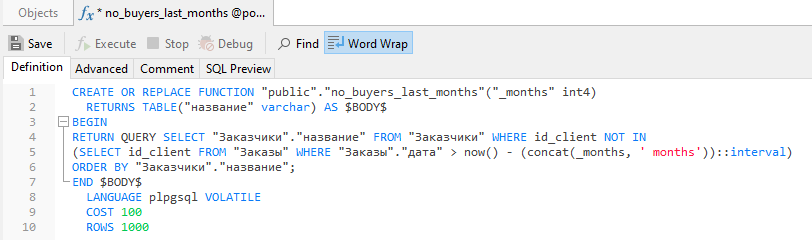 Objects
* no_buyers_last_months @po...
Save Execute Stop Debug Find Word Wrap
Definition Advanced Comment SQL Preview
1 CREATE OR REPLACE FUNCTION "public"."no_buyers_last_months"("_months" int4)
2 RETURNS TABLE("название" varchar) AS $BODY$
3 BEGIN
4 RETURN QUERY SELECT "Заказчики"."название" FROM "Заказчики" WHERE id_client NOT IN
5 (SELECT id_client FROM "Заказы" WHERE "Заказы"."дата" > now() - (concat(_months, ' months'))::interval)
6 ORDER BY "Заказчики"."название";
7 END $BODY$
8 LANGUAGE plpgsql VOLATILE
9 COST 100
10 ROWS 1000